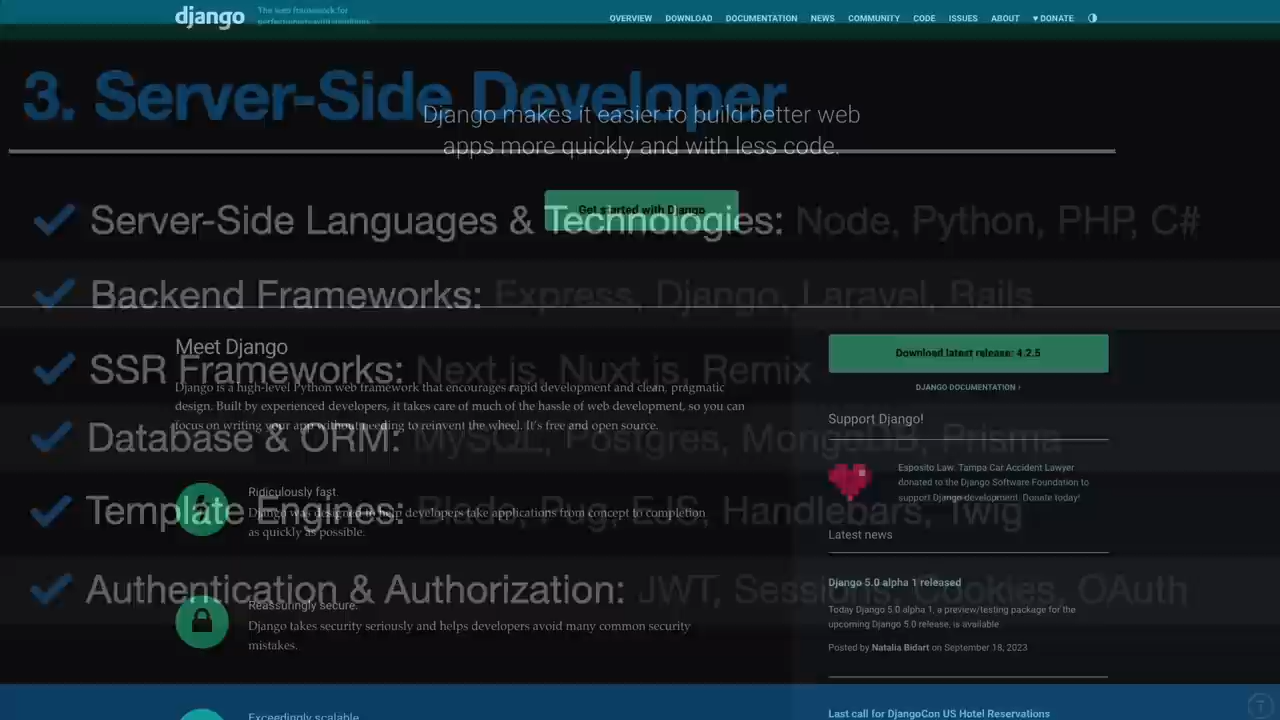 django
The web framework for
perfectionists with deadlines.
OVERVIEW DOWNLOAD DOCUMENTATION NEWS COMMUNITY CODE ISSUES ABOUT ♥ DONATE
3. Server-Side Developer
Django makes it easier to build better web
apps more quickly and with less code.
Get started with Django
Server-Side Languages & Technologies: Node, Python, PHP, C#
Backend Frameworks: Express, Django, Laravel, Rails
SSR Frameworks: Next.js, Nuxt.js, Remix
Database & ORM: MySQL, Postgres, MongoDB, Prisma
Template Engines: Blade, Pug, EJS, Handlebars, Twig
Authentication & Authorization: JWT, Sessions, Cookies, OAuth
Meet Django
Django is a high-level Python web framework that encourages rapid development and clean, pragmatic
design. Built by experienced developers, it takes care of much of the hassle of web development, so you can
focus on writing your app without needing to reinvent the wheel. It's free and open source.
Ridiculously fast.
Django was designed to help developers take applications from concept to completion
as quickly as possible.
Reassuringly secure.
Django takes security seriously and helps developers avoid many common security
mistakes.
Exceedingly scalable.
Download latest release: 4.2.5
DJANGO DOCUMENTATION ›
Support Django!
Esposito Law. Tampa Car Accident Lawyer
donated to the Django Software Foundation to
support Django development. Donate today!
Latest news
Django 5.0 alpha 1 released
Today Django 5.0 alpha 1, a preview/testing package for the
upcoming Django 5.0 release, is available.
Posted by Natalia Bidart on September 18, 2023
Last call for DjangoCon US Hotel Reservations